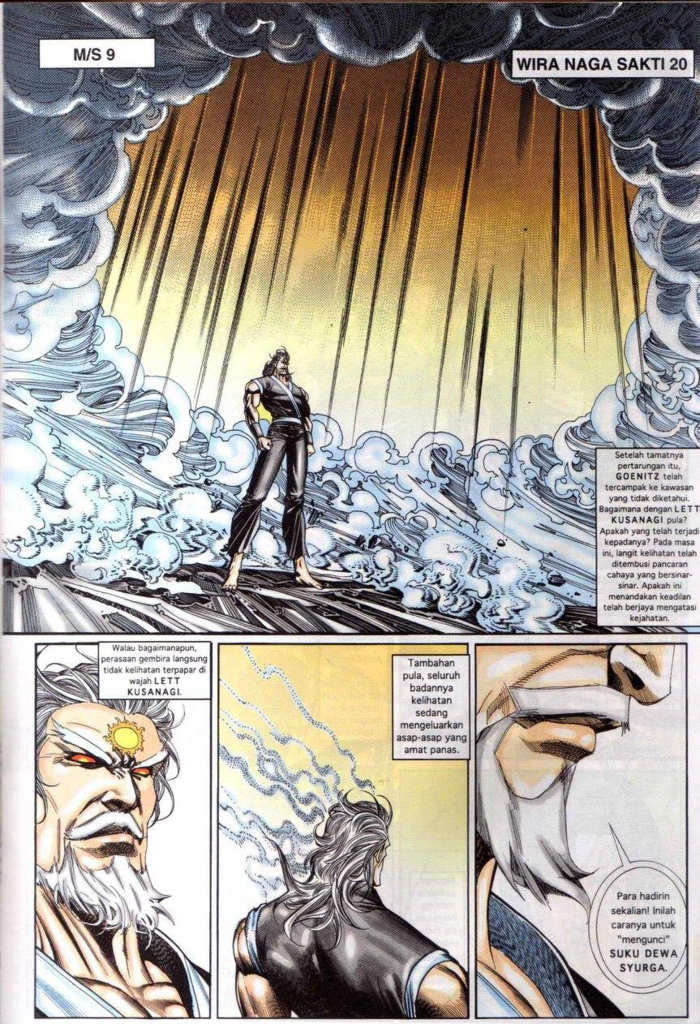 M/S 9
WIRA NAGA SAKTI 20
Setelah tamatnya
pertarungan itu,
GOENITZ telah
tercampak ke kawasan
yang tidak diketahui.
Bagaimana dengan LETT
KUSANAGI pula?
Apakah yang telah terjadi
kepadanya? Pada masa
ini, langit kelihatan telah
ditembusi pancaran
cahaya yang bersinar-
sinar. Apakah ini
menandakan keadilan
telah berjaya mengatasi
kejahatan.
Walau bagaimanapun,
perasaan gembira langsung
tidak kelihatan terpapar di
wajah LETT
KUSANAGI.
Tambahan
pula, seluruh
badannya
kelihatan
sedang
mengeluarkan
asap-asap yang
amat panas.
Para hadirin
sekalian! Inilah
caranya untuk
"mengunci"
SUKU DEWA
SYURGA.